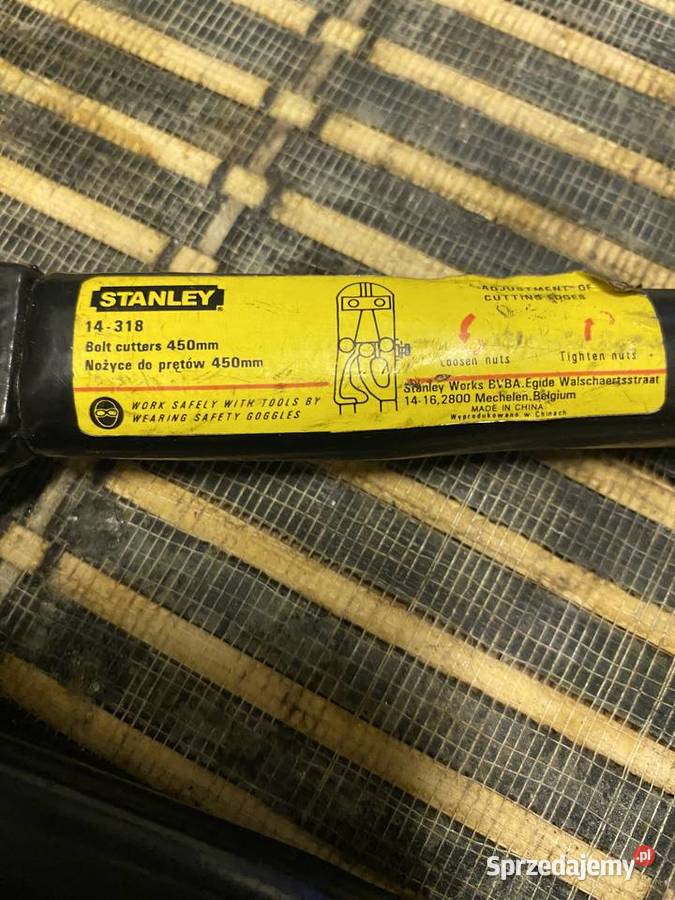 STANLEY
14-318
Bolt cutters 450mm
Nożyce do prętów 450mm
WORK SAFELY WITH TOOLS BY
WEARING SAFETY GOGGLES
ADJUSTMENT OF
CUTTING EDGES
Loosen nuts
Tighten nuts
Stanley Works BVBA.Egide Walschaertsstraat
14-16,2800 Mechelen.Belgium
MADE IN CHINA
Wyprodukowano w Chinach
Sprzedajemy.pl